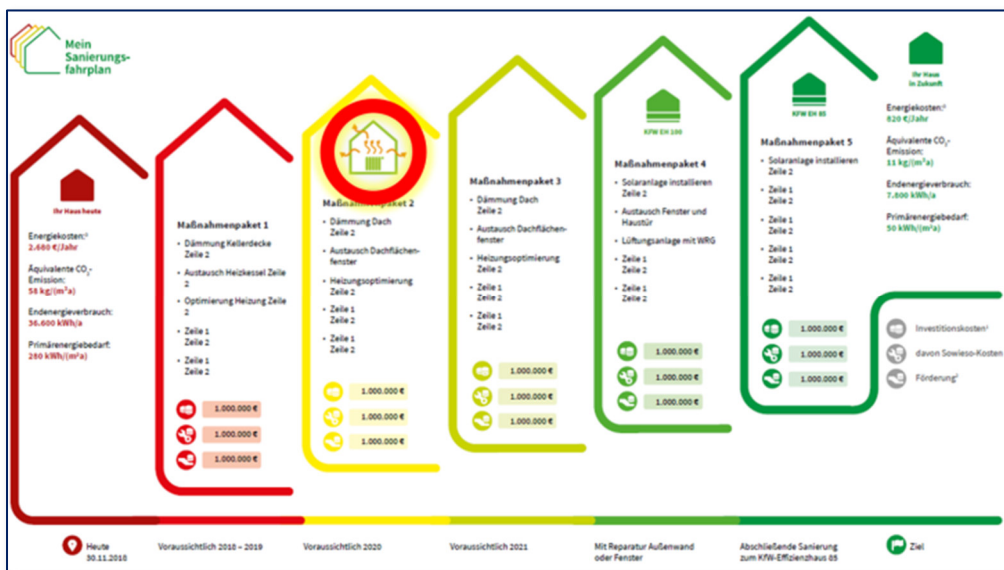 Mein
Sanierungs-
fahrplan
Ihr Haus heute
Energiekosten:⁰
2.680 €/Jahr
Äquivalente CO₂-
Emission:
58 kg/(m²a)
Endenergieverbrauch:
36.600 kWh/a
Primärenergiebedarf:
280 kWh/(m²a)
Maßnahmenpaket 1
• Dämmung Kellerdecke
Zeile 2
• Austausch Heizkessel Zeile
2
• Optimierung Heizung Zeile
2
• Zeile 1
Zeile 2
• Zeile 1
Zeile 2
1.000.000 €
1.000.000 €
1.000.000 €
Maßnahmenpaket 2
• Dämmung Dach
Zeile 2
• Austausch Dachflächen-
fenster
• Heizungsoptimierung
Zeile 2
• Zeile 1
Zeile 2
• Zeile 1
Zeile 2
1.000.000 €
1.000.000 €
1.000.000 €
Maßnahmenpaket 3
• Dämmung Dach
Zeile 2
• Austausch Dachflächen-
fenster
• Heizungsoptimierung
Zeile 2
• Zeile 1
Zeile 2
• Zeile 1
Zeile 2
1.000.000 €
1.000.000 €
1.000.000 €
KFW EH 100
Maßnahmenpaket 4
• Solaranlage installieren
Zeile 2
• Austausch Fenster und
Haustür
• Lüftungsanlage mit WRG
• Zeile 1
Zeile 2
• Zeile 1
Zeile 2
1.000.000 €
1.000.000 €
1.000.000 €
KFW EH 85
Maßnahmenpaket 5
• Solaranlage installieren
Zeile 2
• Zeile 1
Zeile 2
• Zeile 1
Zeile 2
• Zeile 1
Zeile 2
• Zeile 1
Zeile 2
1.000.000 €
1.000.000 €
1.000.000 €
Ihr Haus
in Zukunft
Energiekosten:⁰
820 €/Jahr
Äquivalente CO₂-
Emission:
11 kg/(m²a)
Endenergieverbrauch:
7.800 kWh/a
Primärenergiebedarf:
50 kWh/(m²a)
Investitionskosten¹
davon Sowieso-Kosten
Förderung²
Heute
30.11.2018
Voraussichtlich 2018 – 2019
Voraussichtlich 2020
Voraussichtlich 2021
Mit Reparatur Außenwand
oder Fenster
Abschließende Sanierung
zum KfW-Effizienzhaus 85
Ziel